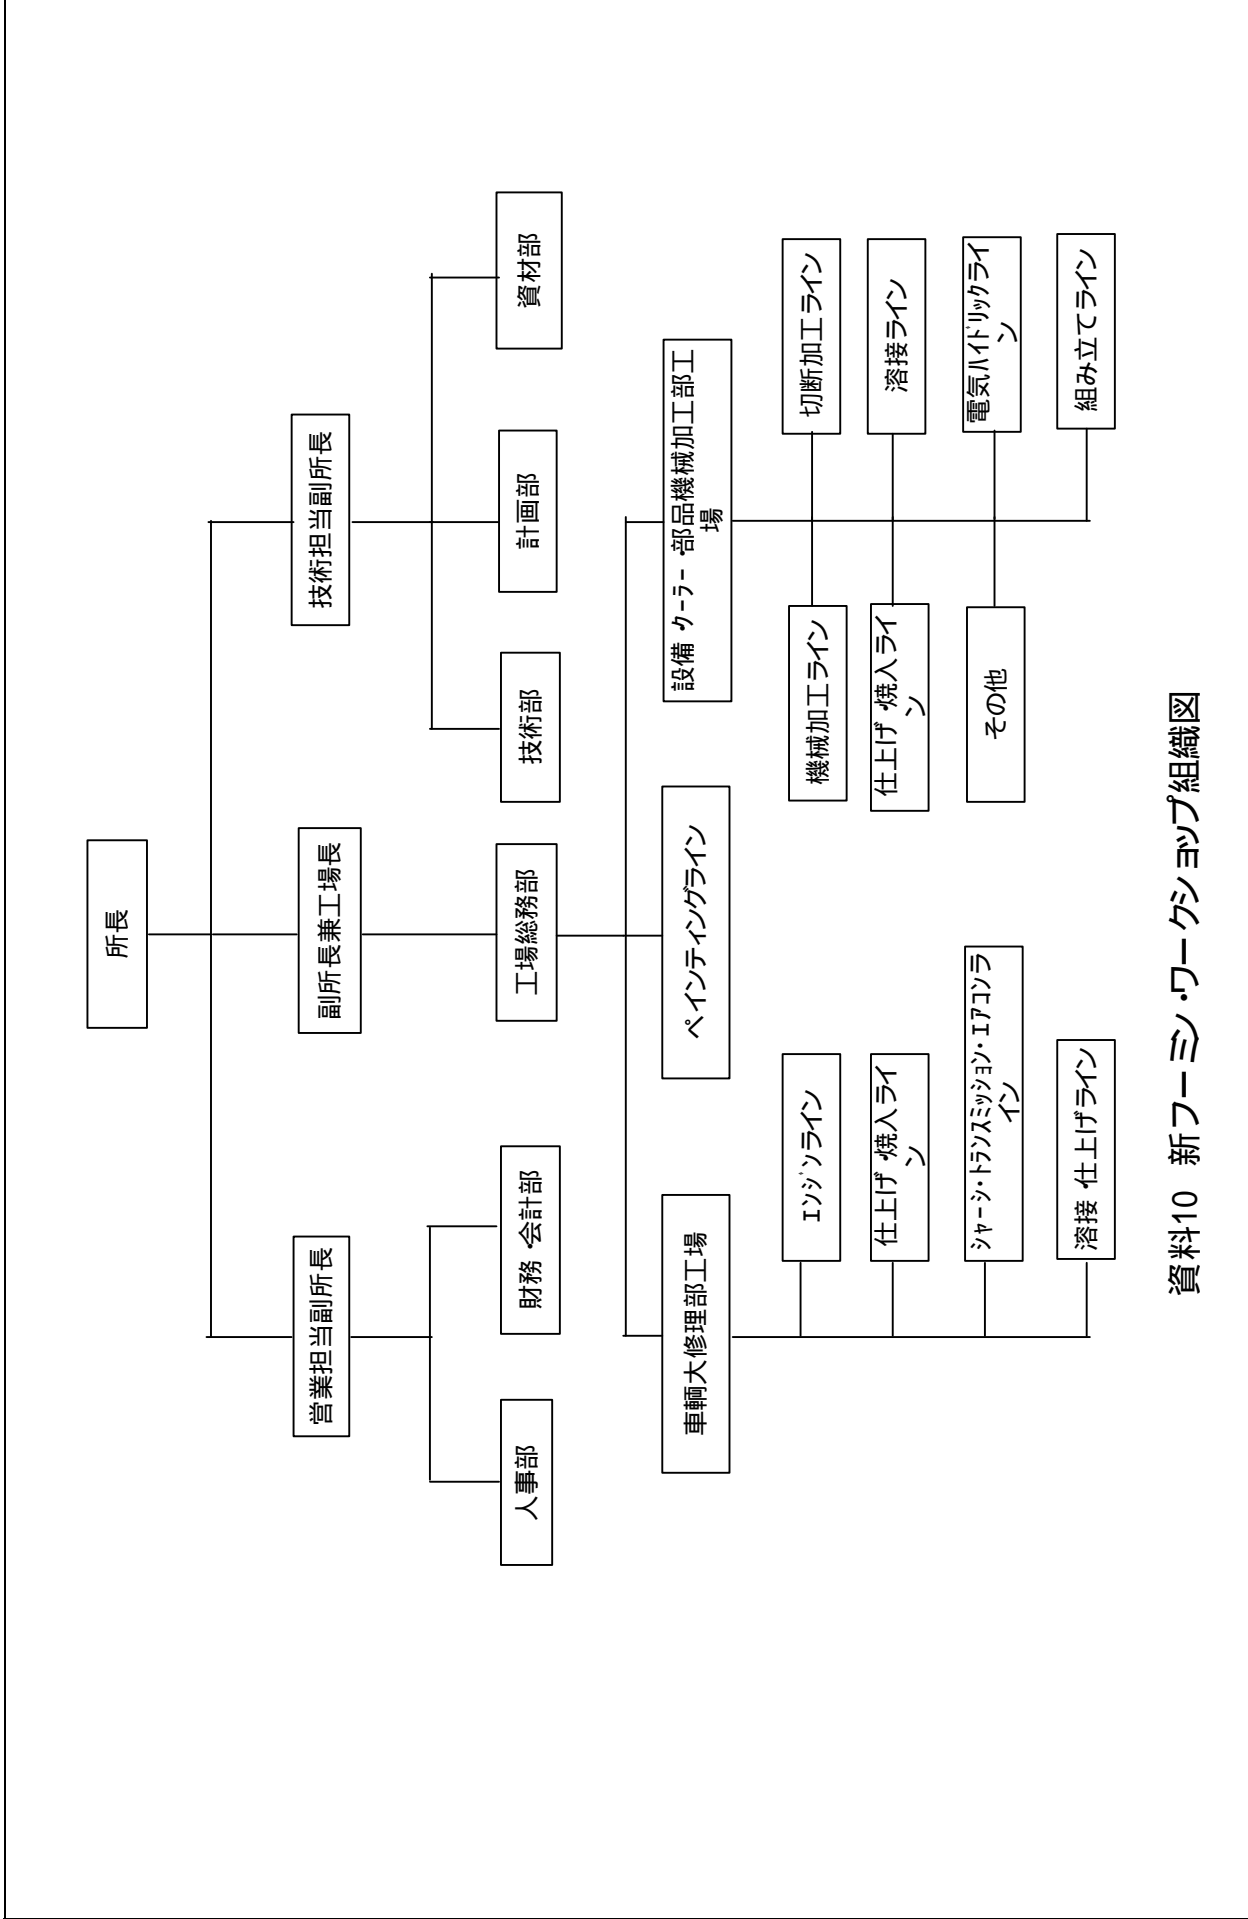 所長
営業担当副所長
副所長兼工場長
技術担当副所長
人事部
財務・会計部
工場総務部
技術部
計画部
資材部
車輌大修理部工場
ペインティングライン
設備・クーラー・部品機械加工部工
場
エンジンライン
仕上げ・焼入ライ
ン
シャーシ・トランスミッション・エアコンラ
イン
溶接・仕上げライン
機械加工ライン
仕上げ・焼入ライ
ン
その他
切断加工ライン
溶接ライン
電気ハイドリックライ
ン
組み立てライン
資料10 新フーミン・ワークショップ組織図